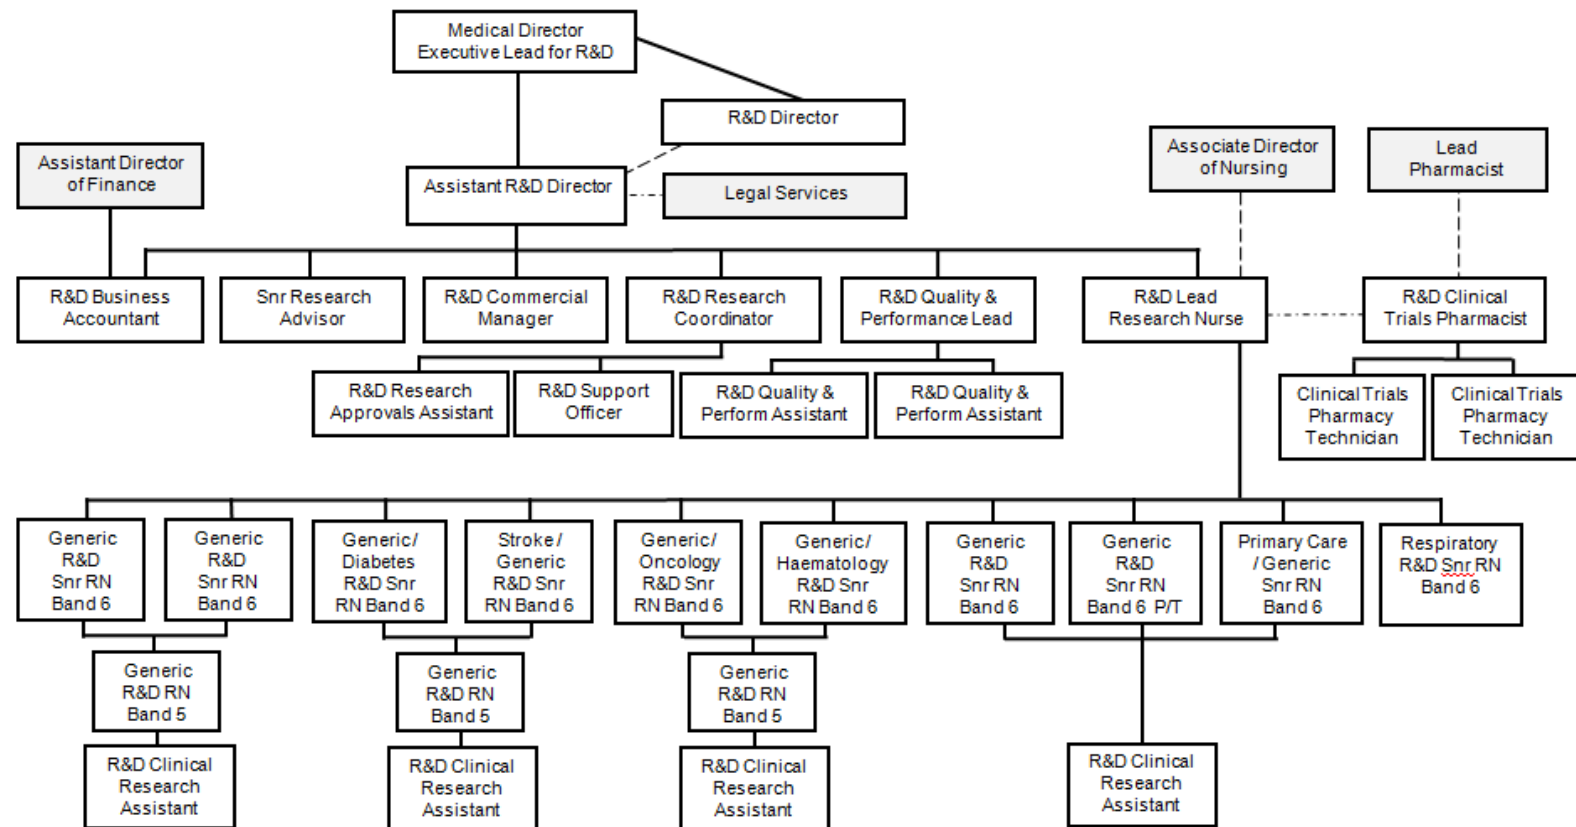 Medical Director
Executive Lead for R&D
R&D Director
Assistant Director
of Finance
Assistant R&D Director
Legal Services
Associate Director
of Nursing
Lead
Pharmacist
R&D Business
Accountant
Snr Research
Advisor
R&D Commercial
Manager
R&D Research
Coordinator
R&D Quality &
Performance Lead
R&D Lead
Research Nurse
R&D Clinical
Trials Pharmacist
R&D Research
Approvals Assistant
R&D Support
Officer
R&D Quality &
Perform Assistant
R&D Quality &
Perform Assistant
Clinical Trials
Pharmacy
Technician
Clinical Trials
Pharmacy
Technician
Generic
R&D
Snr RN
Band 6
Generic
R&D
Snr RN
Band 6
Generic /
Diabetes
R&D Snr
RN Band 6
Stroke /
Generic
R&D Snr
RN Band 6
Generic /
Oncology
R&D Snr
RN Band 6
Generic /
Haematology
R&D Snr
RN Band 6
Generic
R&D
Snr RN
Band 6
Generic
R&D
Snr RN
Band 6 P/T
Primary Care
/ Generic
Snr RN
Band 6
Respiratory
R&D Snr RN
Band 6
Generic
R&D RN
Band 5
Generic
R&D RN
Band 5
Generic
R&D RN
Band 5
R&D Clinical
Research
Assistant
R&D Clinical
Research
Assistant
R&D Clinical
Research
Assistant
R&D Clinical
Research
Assistant